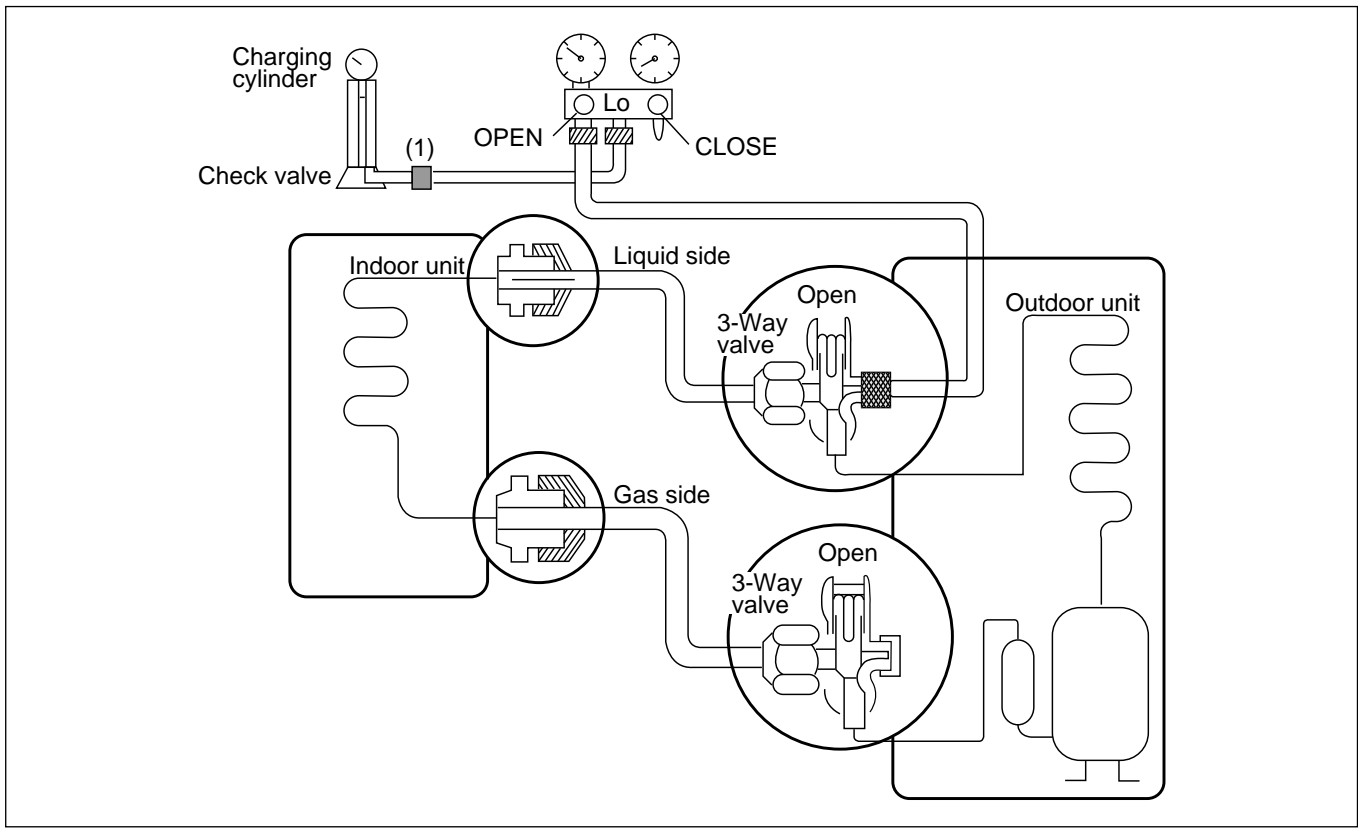 Charging
cylinder
Lo
OPEN
CLOSE
(1)
Check valve
Indoor unit
Liquid side
Open
3-Way
valve
Outdoor unit
Gas side
Open
3-Way
valve